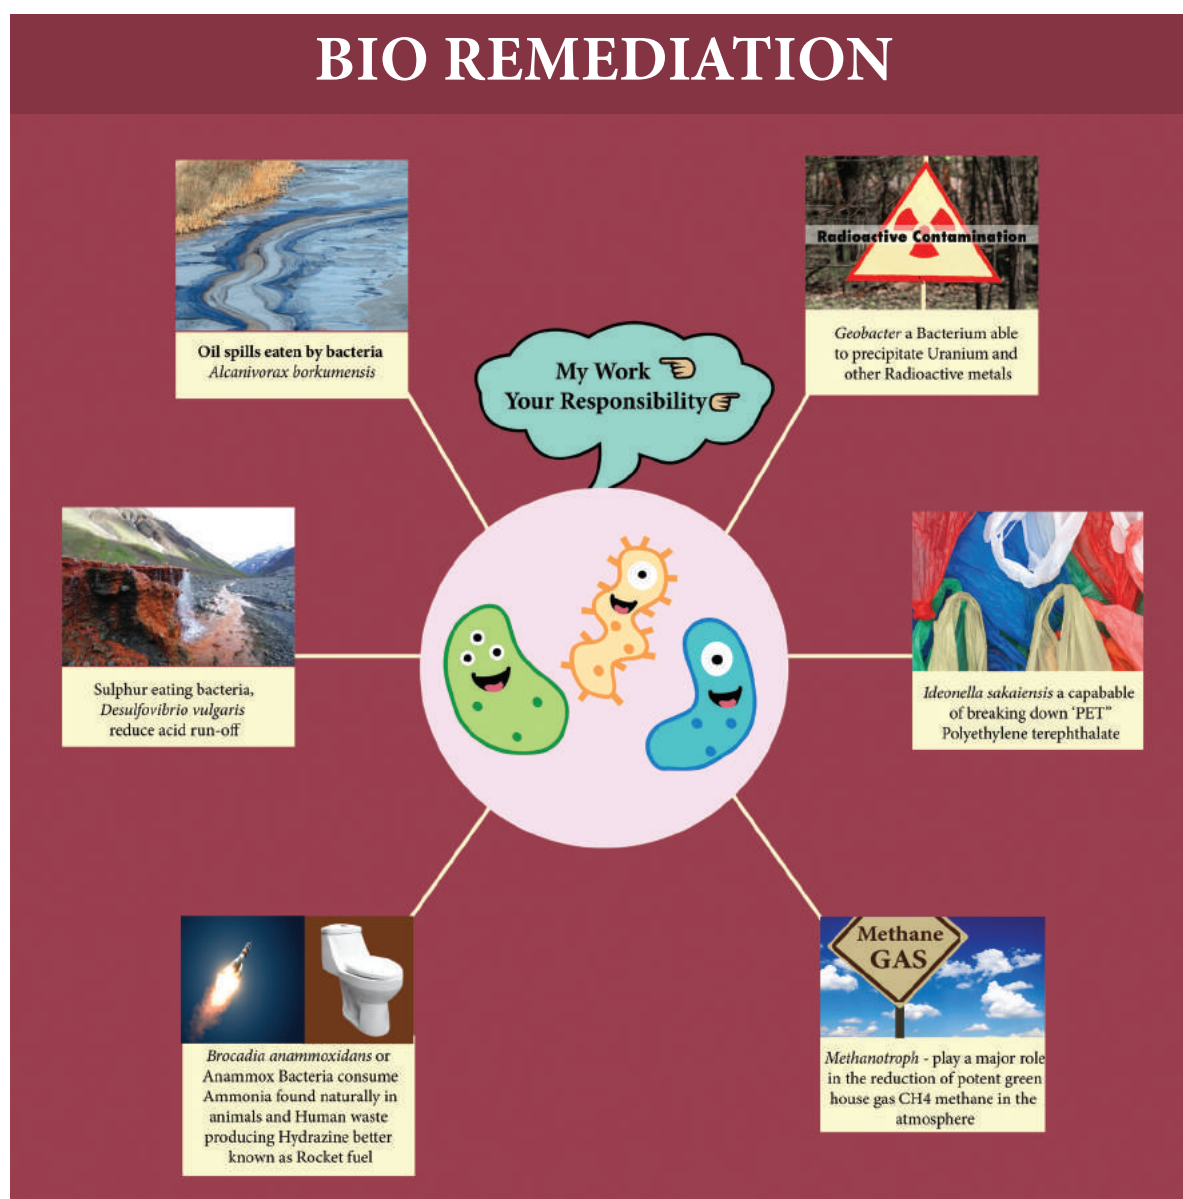 BIO REMEDIATION
Oil spills eaten by bacteria
Alcanivorax borkumensis
Radioactive Contamination
Geobacter a Bacterium able
to precipitate Uranium and
other Radioactive metals
My Work
Your Responsibility
Sulphur eating bacteria,
Desulfovibrio vulgaris
reduce acid run-off
Ideonella sakaiensis a capabable
of breaking down ‘PET”
Polyethylene terephthalate
Brocadia anammoxidans or
Anammox Bacteria consume
Ammonia found naturally in
animals and Human waste
producing Hydrazine better
known as Rocket fuel
Methane
GAS
Methanotroph - play a major role
in the reduction of potent green
house gas CH4 methane in the
atmosphere